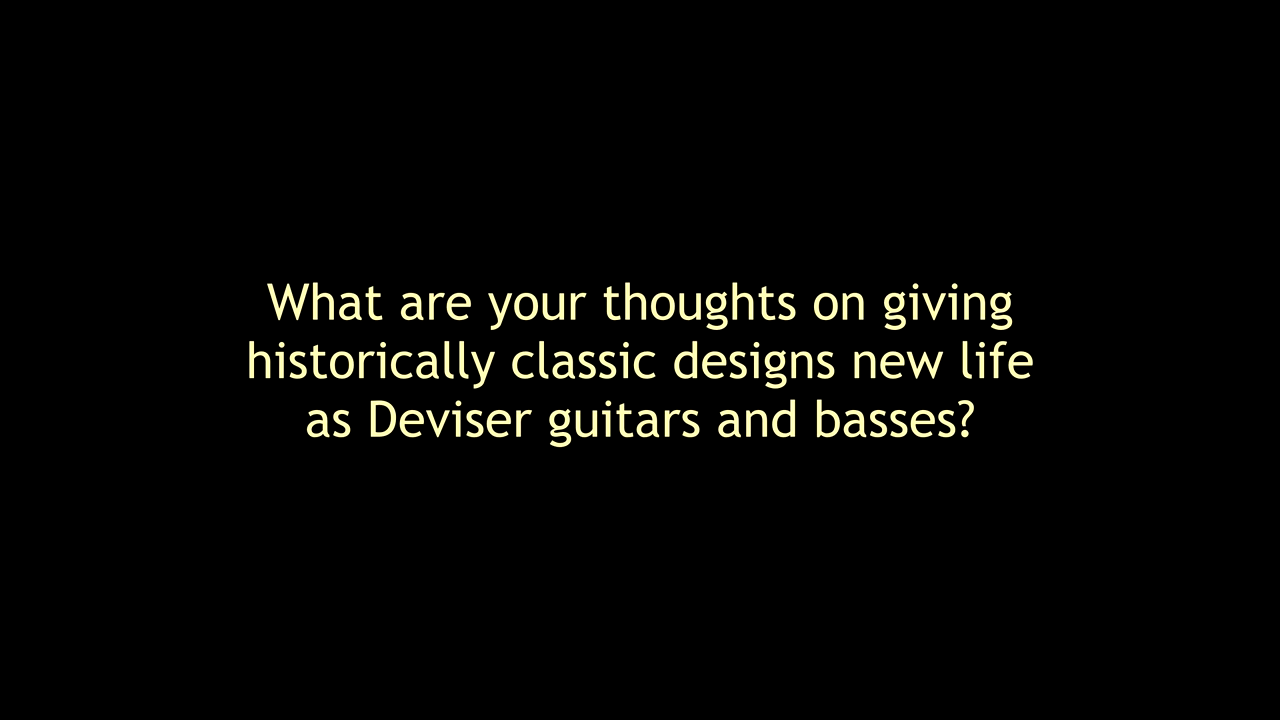 What are your thoughts on giving
historically classic designs new life
as Deviser guitars and basses?